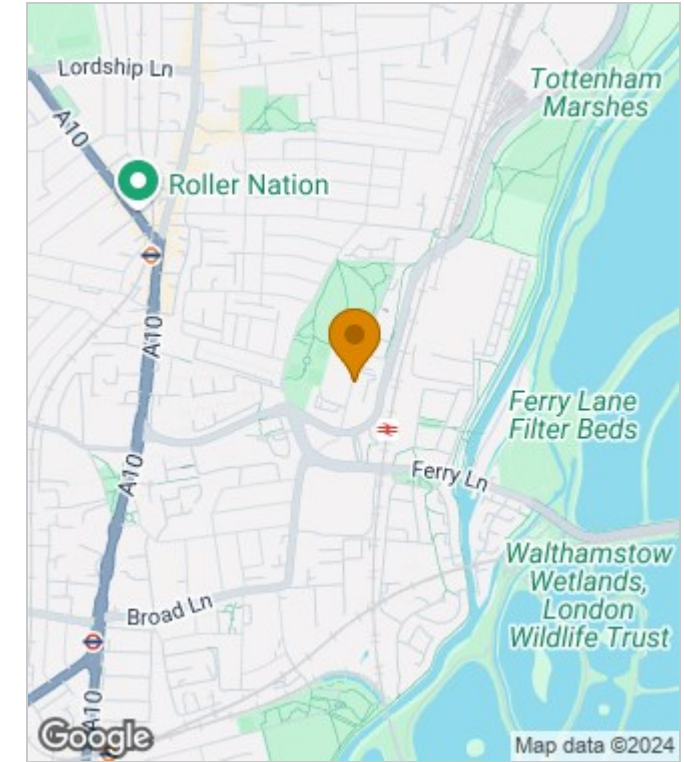 Lordship Ln
Tottenham
Marshes
A10
Roller Nation
A10
Ferry Lane
Filter Beds
A10
Ferry Ln
Walthamstow
Wetlands,
London
Wildlife Trust
Broad Ln
A10
Google
Map data ©2024